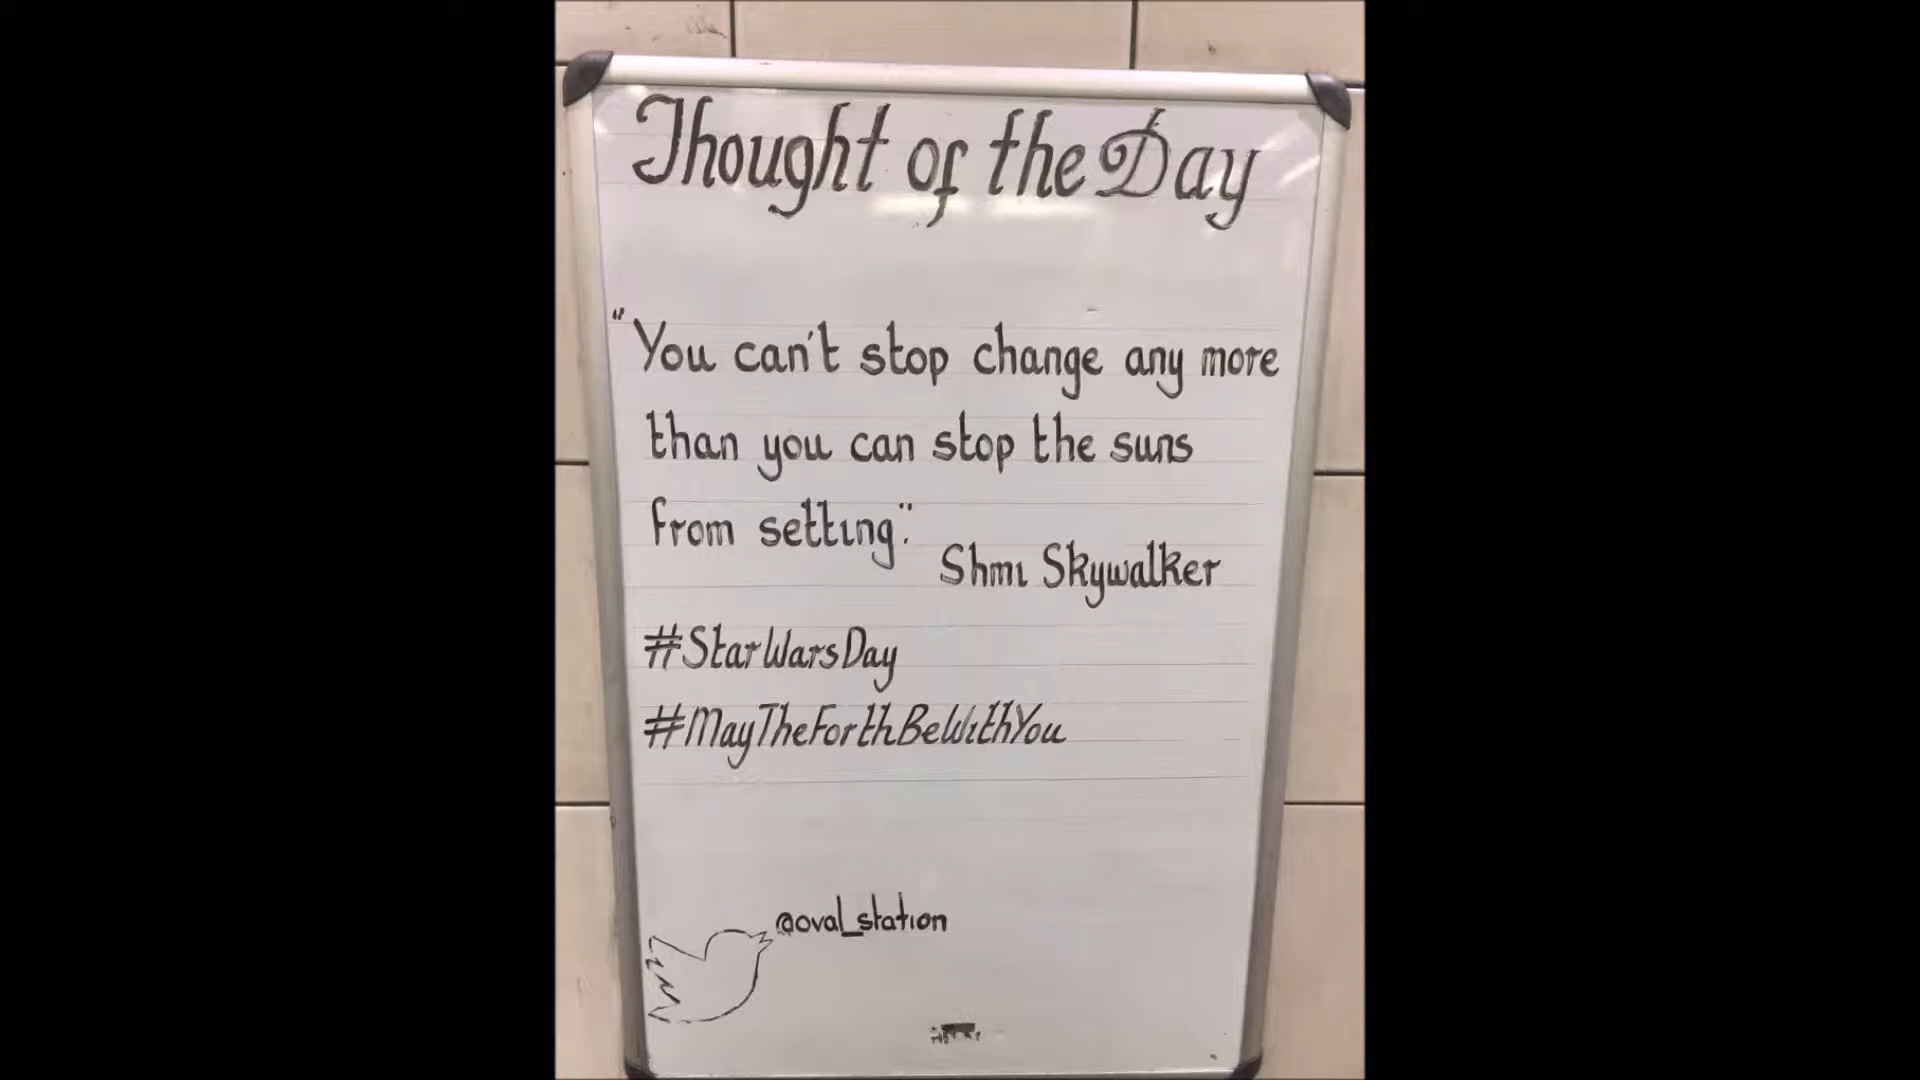 Thought of the Day
"You can't stop change any more
than you can stop the suns
from setting."
Shmi Skywalker
#StarWarsDay
#MayTheForthBeWithYou
@oval_station